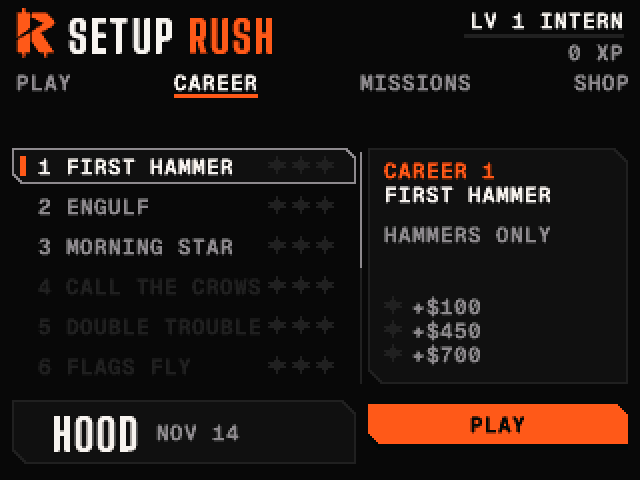 SETUP RUSH
LV 1 INTERN
0 XP
PLAY CAREER MISSIONS SHOP
1 FIRST HAMMER
2 ENGULF
3 MORNING STAR
4 CALL THE CROWS
5 DOUBLE TROUBLE
6 FLAGS FLY
CAREER 1
FIRST HAMMER
HAMMERS ONLY
+$100
+$450
+$700
HOOD NOV 14
PLAY